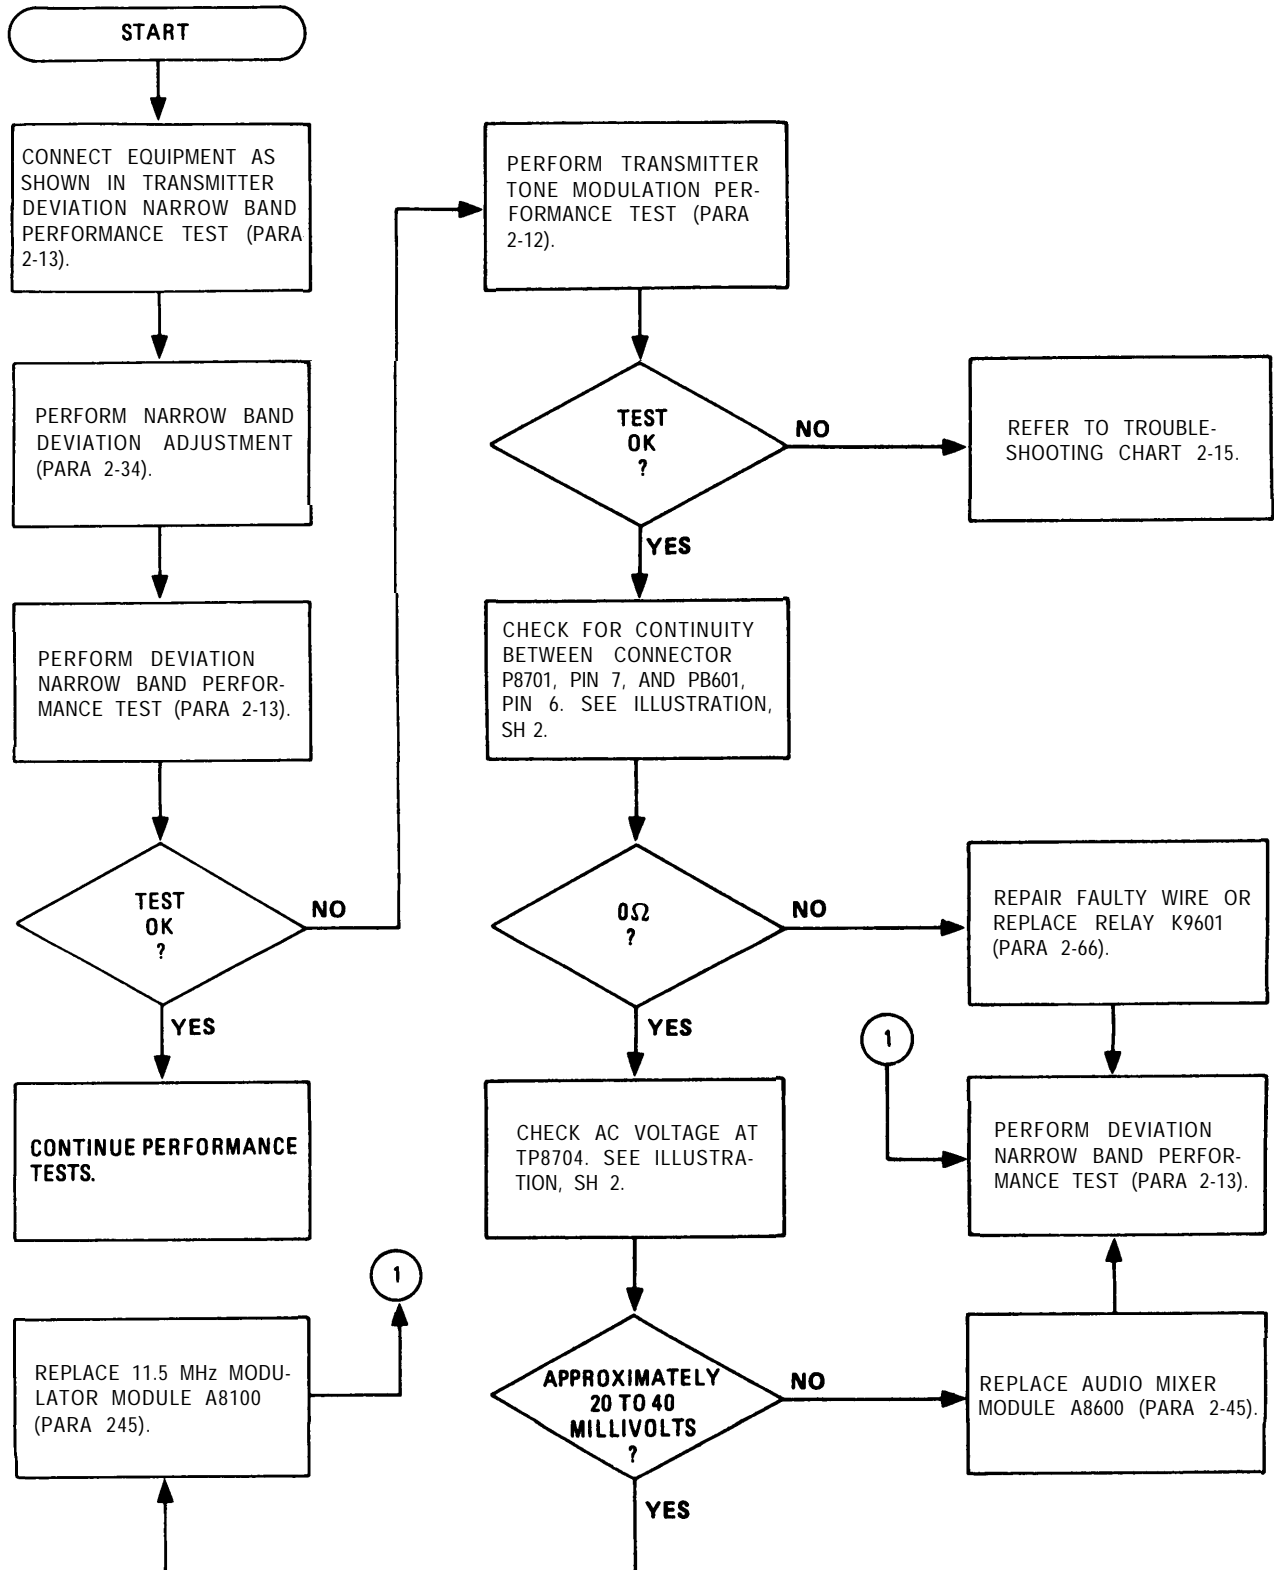 START
CONNECT EQUIPMENT AS
SHOWN IN TRANSMITTER
DEVIATION NARROW BAND
PERFORMANCE TEST (PARA
2-13).
PERFORM NARROW BAND
DEVIATION ADJUSTMENT
(PARA 2-34).
PERFORM DEVIATION
NARROW BAND PERFOR-
MANCE TEST (PARA 2-13).
TEST
OK
?
NO
YES
CONTINUE PERFORMANCE
TESTS.
1
REPLACE 11.5 MHz MODU-
LATOR MODULE A8100
(PARA 245).
PERFORM TRANSMITTER
TONE MODULATION PER-
FORMANCE TEST (PARA
2-12).
TEST
OK
?
NO
YES
REFER TO TROUBLE-
SHOOTING CHART 2-15.
CHECK FOR CONTINUITY
BETWEEN CONNECTOR
P8701, PIN 7, AND PB601,
PIN 6. SEE ILLUSTRATION,
SH 2.
0Ω
?
NO
YES
REPAIR FAULTY WIRE OR
REPLACE RELAY K9601
(PARA 2-66).
1
PERFORM DEVIATION
NARROW BAND PERFOR-
MANCE TEST (PARA 2-13).
CHECK AC VOLTAGE AT
TP8704. SEE ILLUSTRA-
TION, SH 2.
APPROXIMATELY
20 TO 40
MILLIVOLTS
?
NO
YES
REPLACE AUDIO MIXER
MODULE A8600 (PARA 2-45).